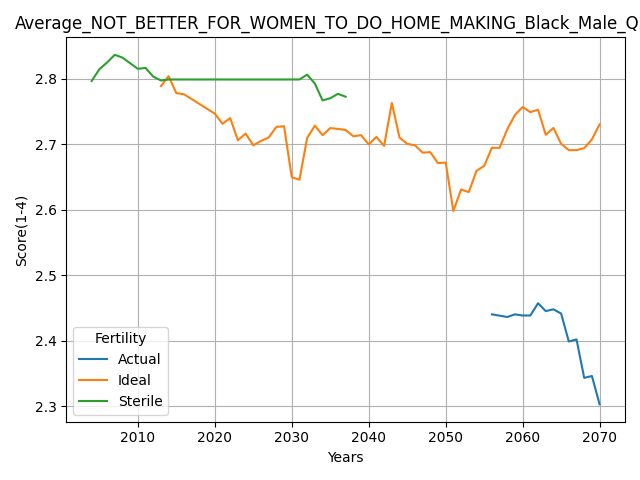 Average_NOT_BETTER_FOR_WOMEN_TO_DO_HOME_MAKING_Black_Male_Q
Score(1-4)
2.8
2.7
2.6
2.5
2.4
2.3
Fertility
Actual
Ideal
Sterile
2010 2020 2030 2040 2050 2060 2070
Years